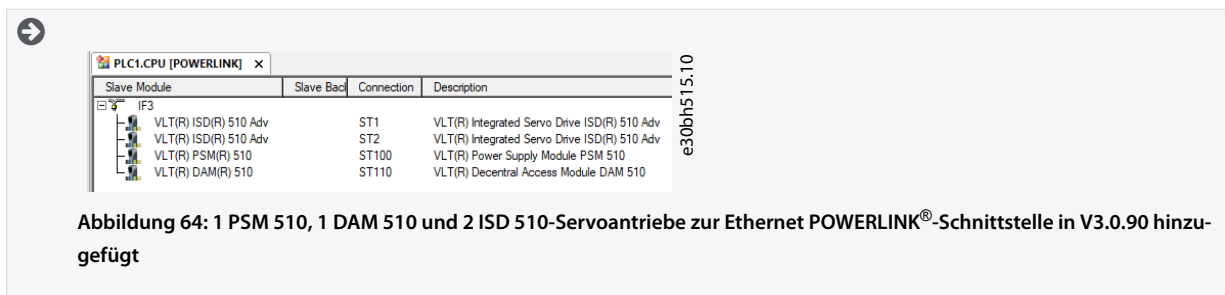 PLC1.CPU [POWERLINK] ×
Slave Module Slave Bacl Connection Description
IF3
VLT(R) ISD(R) 510 Adv ST1 VLT(R) Integrated Servo Drive ISD(R) 510 Adv
VLT(R) ISD(R) 510 Adv ST2 VLT(R) Integrated Servo Drive ISD(R) 510 Adv
VLT(R) PSM(R) 510 ST100 VLT(R) Power Supply Module PSM 510
VLT(R) DAM(R) 510 ST110 VLT(R) Decentral Access Module DAM 510
e30bh515.10
Abbildung 64: 1 PSM 510, 1 DAM 510 und 2 ISD 510-Servoantriebe zur Ethernet POWERLINK®-Schnittstelle in V3.0.90 hinzu-
gefügt